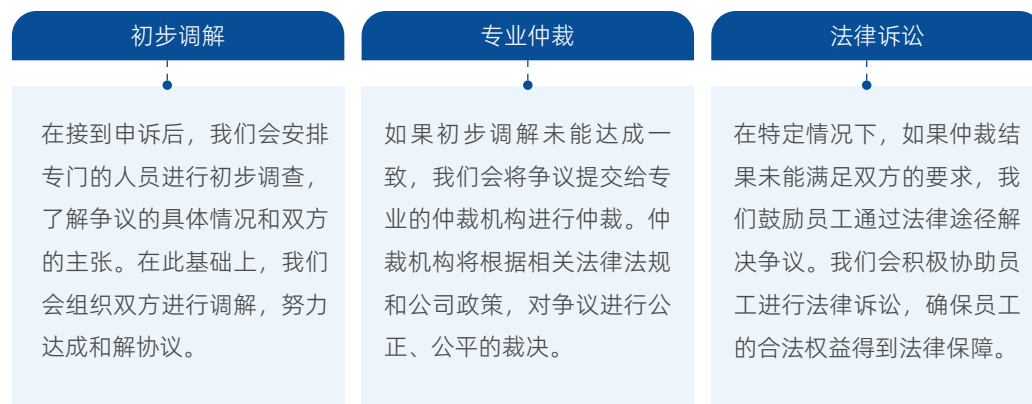 初步调解
在接到申诉后，我们会安排
专门的人员进行初步调查，
了解争议的具体情况和双方
的主张。在此基础上，我们
会组织双方进行调解，努力
达成和解协议。
专业仲裁
如果初步调解未能达成一
致，我们会将争议提交给专
业的仲裁机构进行仲裁。仲
裁机构将根据相关法律法规
和公司政策，对争议进行公
正、公平的裁决。
法律诉讼
在特定情况下，如果仲裁结
果未能满足双方的要求，我
们鼓励员工通过法律途径解
决争议。我们会积极协助员
工进行法律诉讼，确保员工
的合法权益得到法律保障。